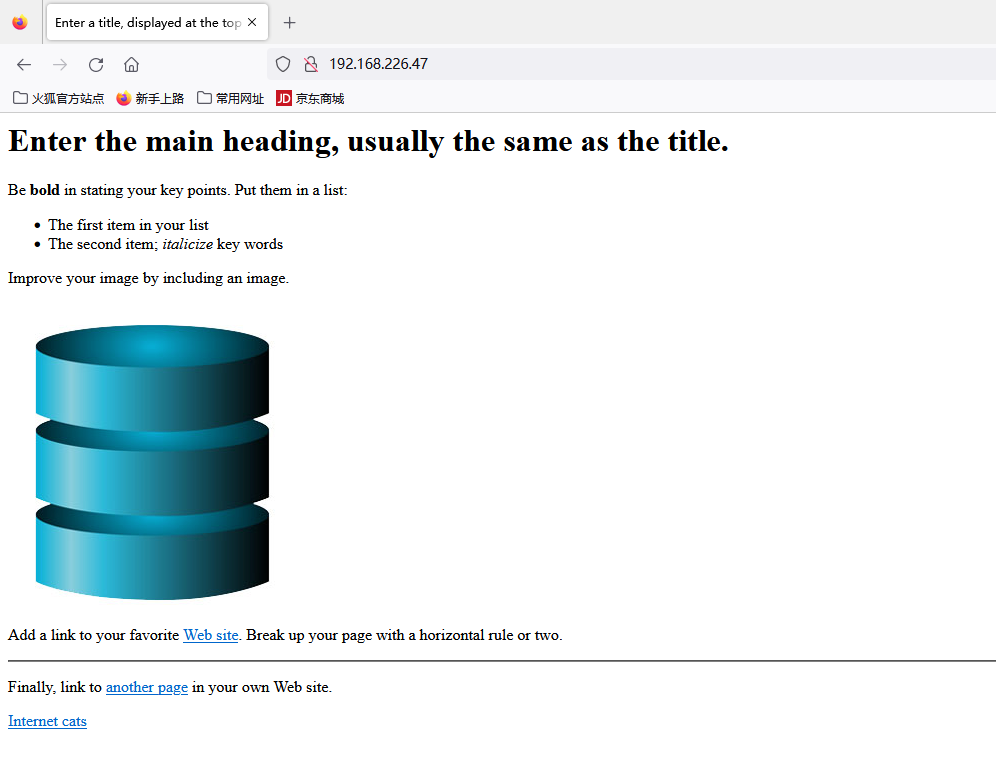 Enter a title, displayed at the top
192.168.226.47
火狐官方站点 新手上路 常用网址 JD 京东商城
Enter the main heading, usually the same as the title.
Be bold in stating your key points. Put them in a list:
• The first item in your list
• The second item; italicize key words
Improve your image by including an image.
Add a link to your favorite Web site. Break up your page with a horizontal rule or two.
Finally, link to another page in your own Web site.
Internet cats